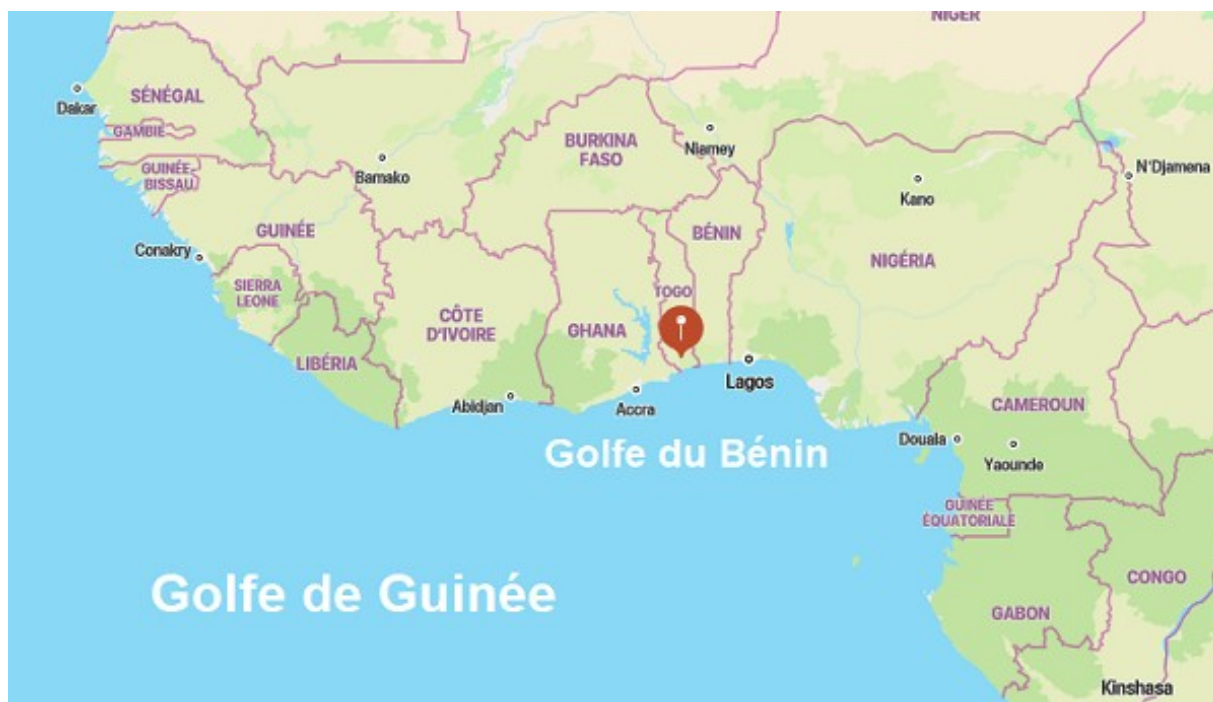 NIGER
SÉNÉGAL
Dakar
GAMBIE
GUINÉE-
BISSAU
BURKINA
FASO
Niamey
N'Djamena
Bamako
Kano
GUINÉE
BÉNIN
Conakry
NIGÉRIA
SIERRA
LEONE
TOGO
CÔTE
D'IVOIRE
GHANA
LIBÉRIA
Lagos
Abidjan
Accra
CAMEROUN
Golfe du Bénin
Douala
Yaounde
GUINÉE
ÉQUATORIALE
Golfe de Guinée
CONGO
GABON
Kinshasa